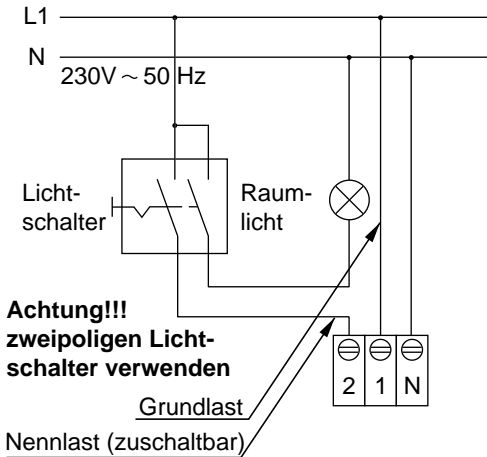 L1
N
230V ~ 50 Hz
Licht-
schalter
Raum-
licht
Achtung!!!
zweipoligen Licht-
schalter verwenden
2 1 N
Grundlast
Nennlast (zuschaltbar)